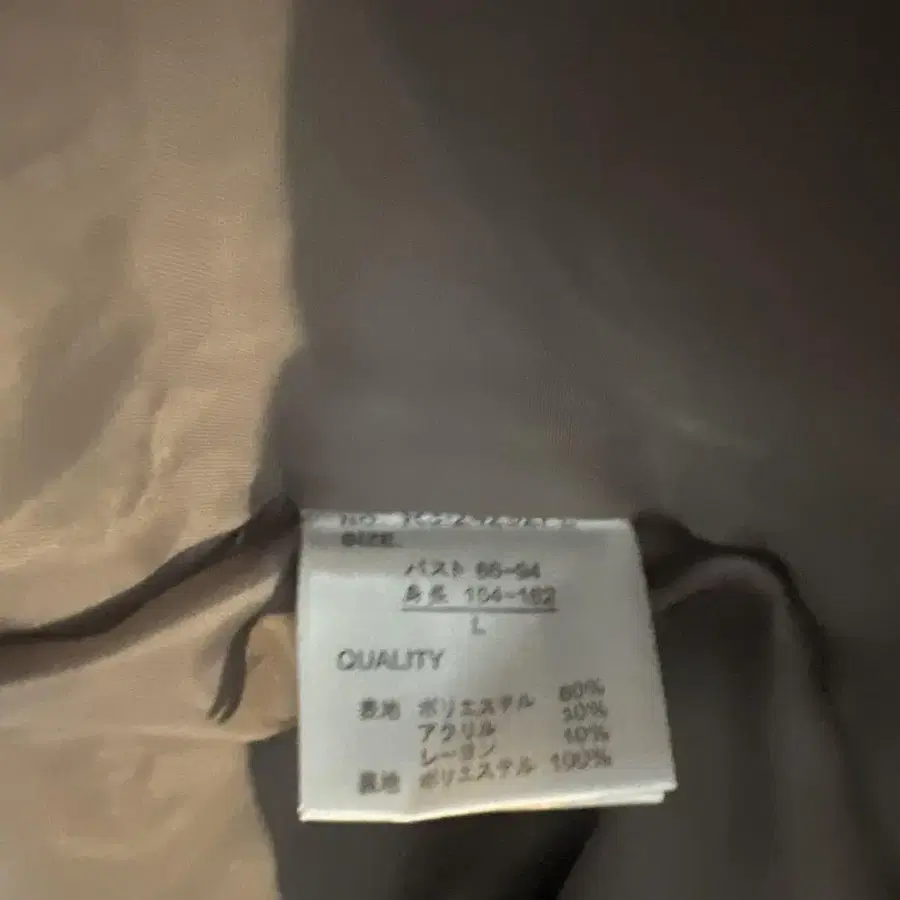 SIZE.
バスト 86-94
身長 154-162
L
QUALITY
表地 ポリエステル 80%
アクリル 10%
レーヨン 10%
裏地 ポリエステル 100%